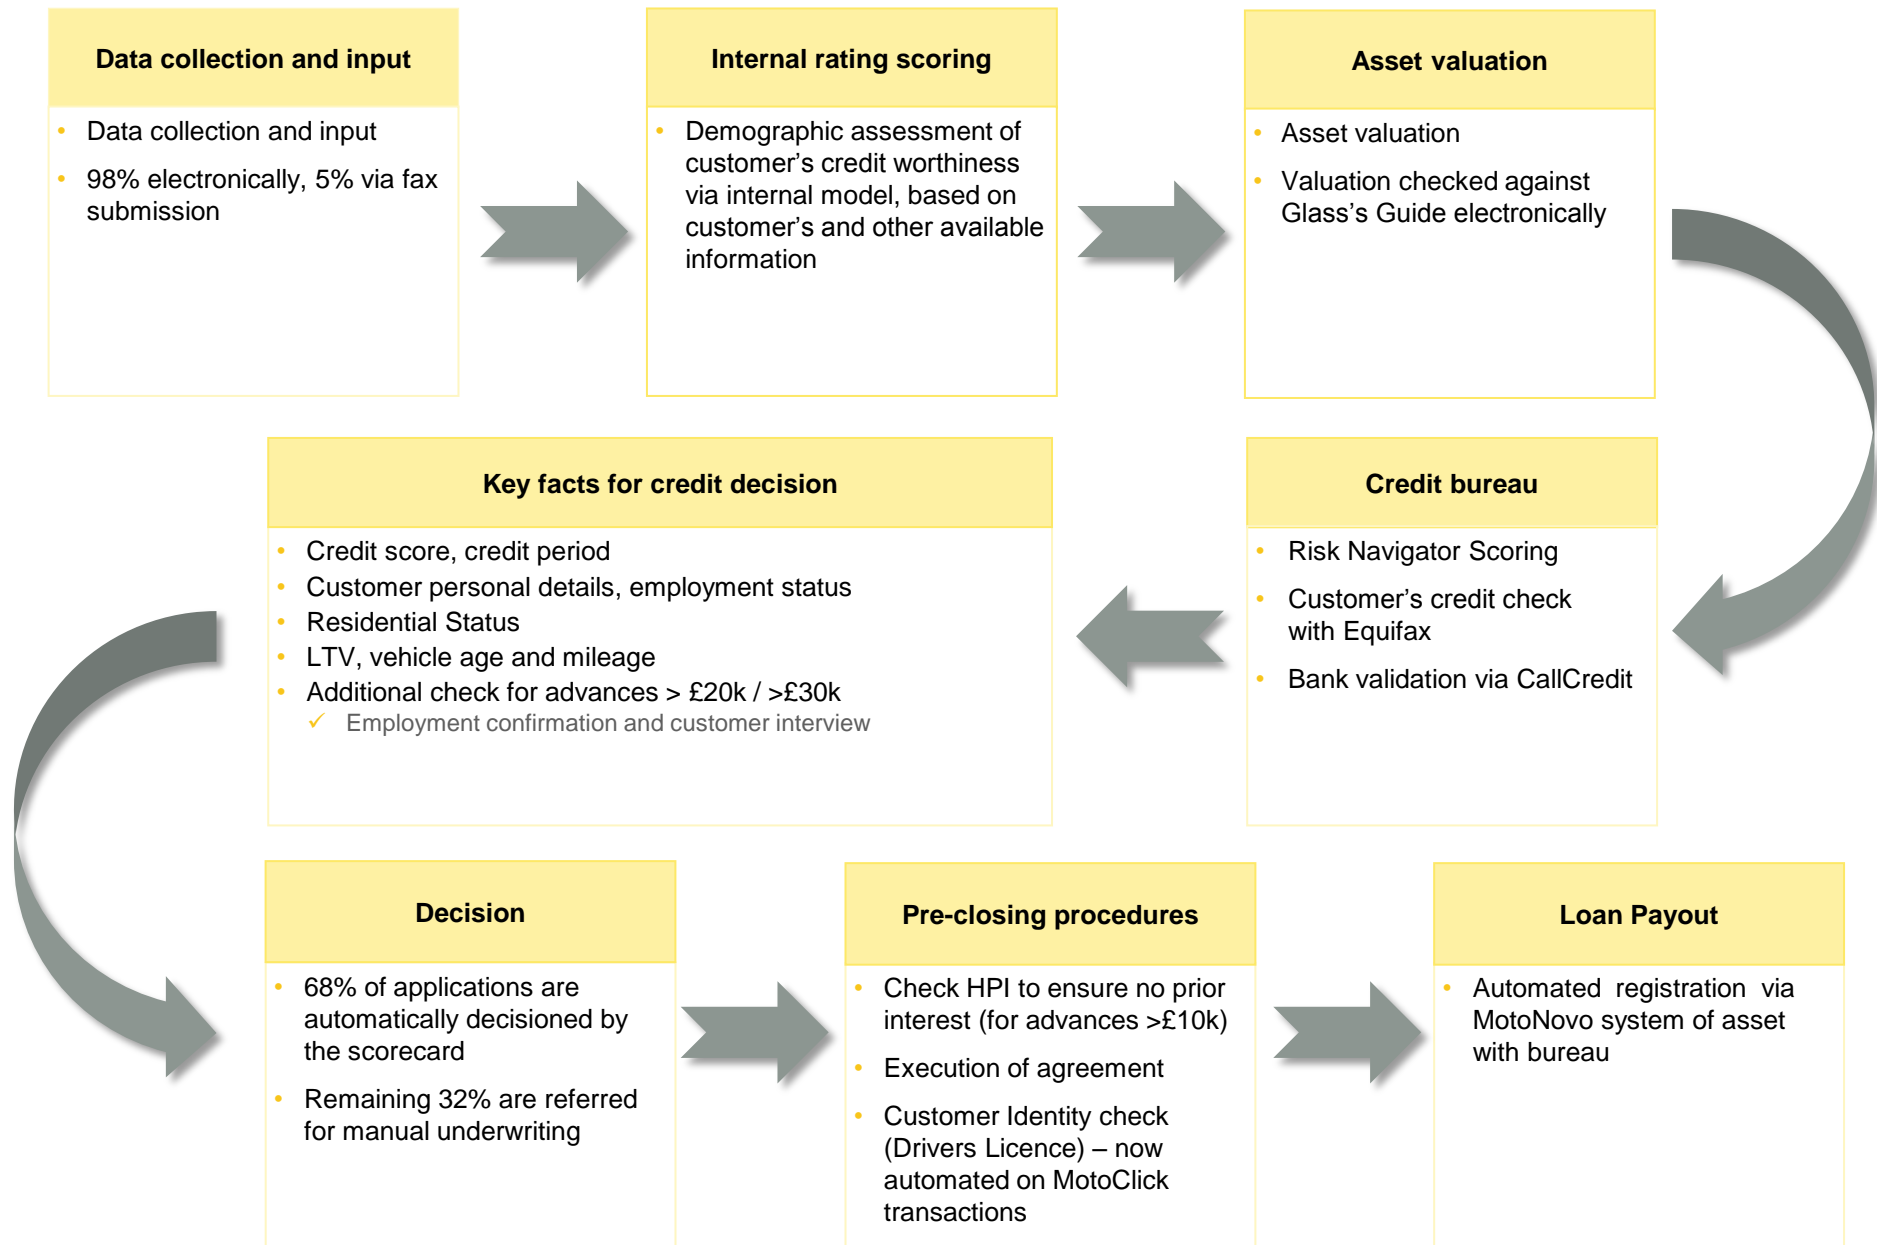 Data collection and input
• Data collection and input
• 98% electronically, 5% via fax
submission
Internal rating scoring
• Demographic assessment of
customer’s credit worthiness
via internal model, based on
customer’s and other available
information
Asset valuation
• Asset valuation
• Valuation checked against
Glass’s Guide electronically
Credit bureau
• Risk Navigator Scoring
• Customer’s credit check
with Equifax
• Bank validation via CallCredit
Key facts for credit decision
• Credit score, credit period
• Customer personal details, employment status
• Residential Status
• LTV, vehicle age and mileage
• Additional check for advances > £20k / >£30k
✓ Employment confirmation and customer interview
Decision
• 68% of applications are
automatically decisioned by
the scorecard
• Remaining 32% are referred
for manual underwriting
Pre-closing procedures
• Check HPI to ensure no prior
interest (for advances >£10k)
• Execution of agreement
• Customer Identity check
(Drivers Licence) – now
automated on MotoClick
transactions
Loan Payout
• Automated registration via
MotoNovo system of asset
with bureau